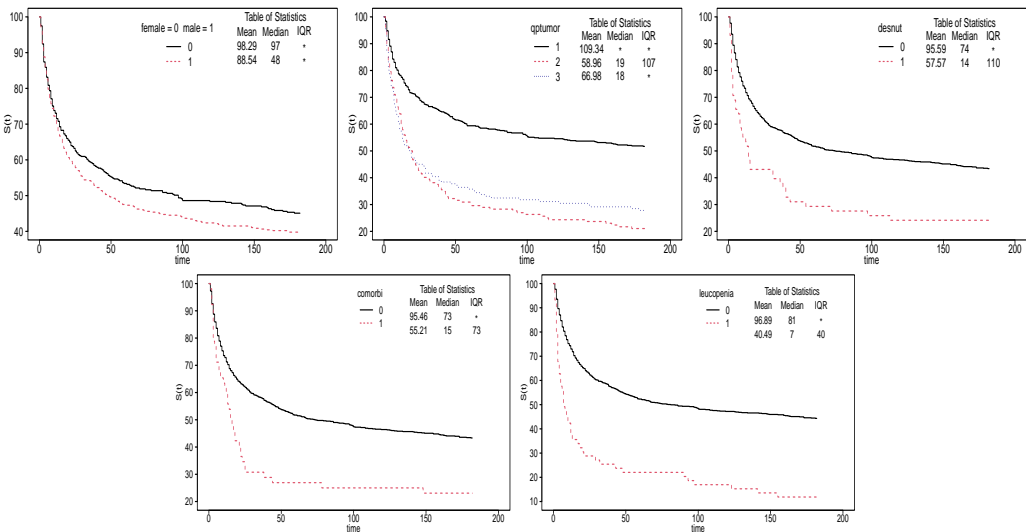 female = 0 male = 1
Table of Statistics
Mean Median IQR
0 98.29 97 *
1 88.54 48 *
S(t)
100
90
80
70
60
50
40
0 50 100 150 200
time
qptumor
Table of Statistics
Mean Median IQR
1 109.34 * *
2 58.96 19 107
3 66.98 18 *
S(t)
100
90
80
70
60
50
40
30
20
0 50 100 150 200
time
desnut
Table of Statistics
Mean Median IQR
0 95.59 74 *
1 57.57 14 110
S(t)
100
90
80
70
60
50
40
30
20
0 50 100 150 200
time
comorbi
Table of Statistics
Mean Median IQR
0 95.46 73 *
1 55.21 15 73
S(t)
100
90
80
70
60
50
40
30
20
0 50 100 150 200
time
leucopenia
Table of Statistics
Mean Median IQR
0 96.89 81 *
1 40.49 7 40
S(t)
100
90
80
70
60
50
40
30
20
10
0 50 100 150 200
time